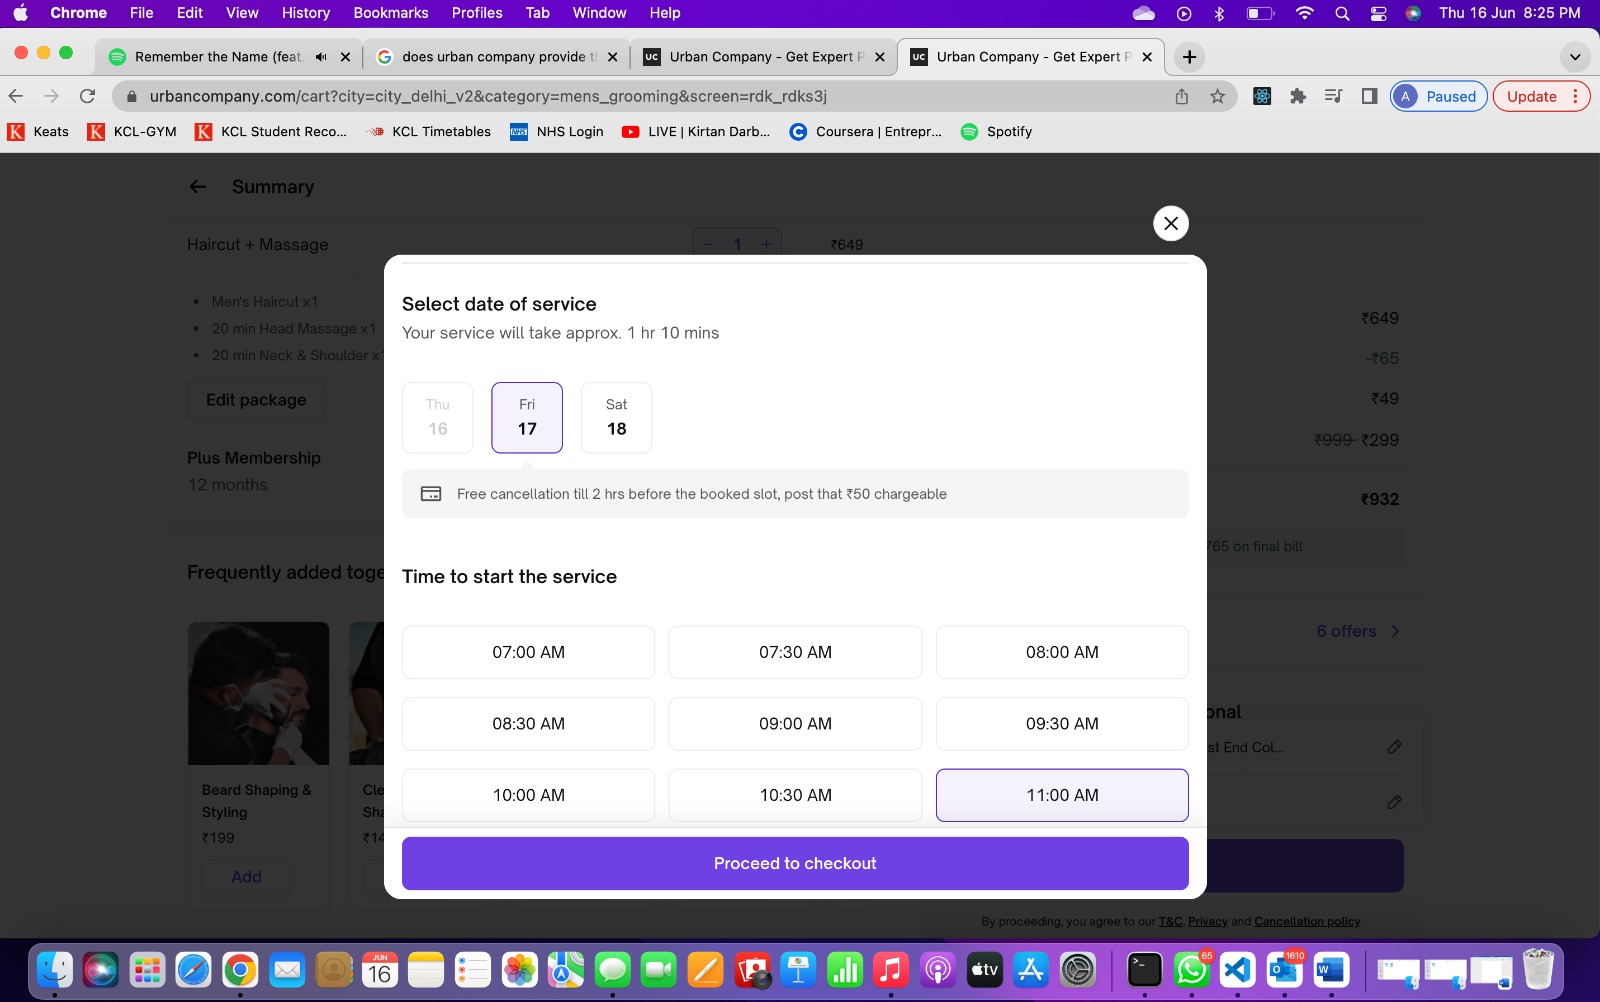 Chrome File Edit View History Bookmarks Profiles Tab Window Help Thu 16 Jun 8:25 PM
Remember the Name (feat. does urban company provide Urban Company - Get Expert P Urban Company - Get Expert P
urbancompany.com/cart?city=city_delhi_v2&category=mens_grooming&screen=rdk_rdks3j A Paused Update
Keats KCL-GYM KCL Student Reco... KCL Timetables NHS Login LIVE | Kirtan Darb... Coursera | Entrepr... Spotify
Summary
Haircut + Massage − 1 + ₹649
Men's Haircut x1
20 min Head Massage x1
20 min Neck & Shoulder x1
Edit package
Plus Membership
12 months
Frequently added toge
Beard Shaping &
Styling
₹199
Add
Cle
Sha
₹14
Select date of service
Your service will take approx. 1 hr 10 mins
Thu
16
Fri
17
Sat
18
Free cancellation till 2 hrs before the booked slot, post that ₹50 chargeable
Time to start the service
07:00 AM 07:30 AM 08:00 AM
08:30 AM 09:00 AM 09:30 AM
10:00 AM 10:30 AM 11:00 AM
Proceed to checkout
₹649
-₹65
₹49
₹999 ₹299
₹932
765 on final bill
6 offers
onal
st End Col...
By proceeding, you agree to our T&C, Privacy and Cancellation policy
JUN
16
tv
65
1610
W